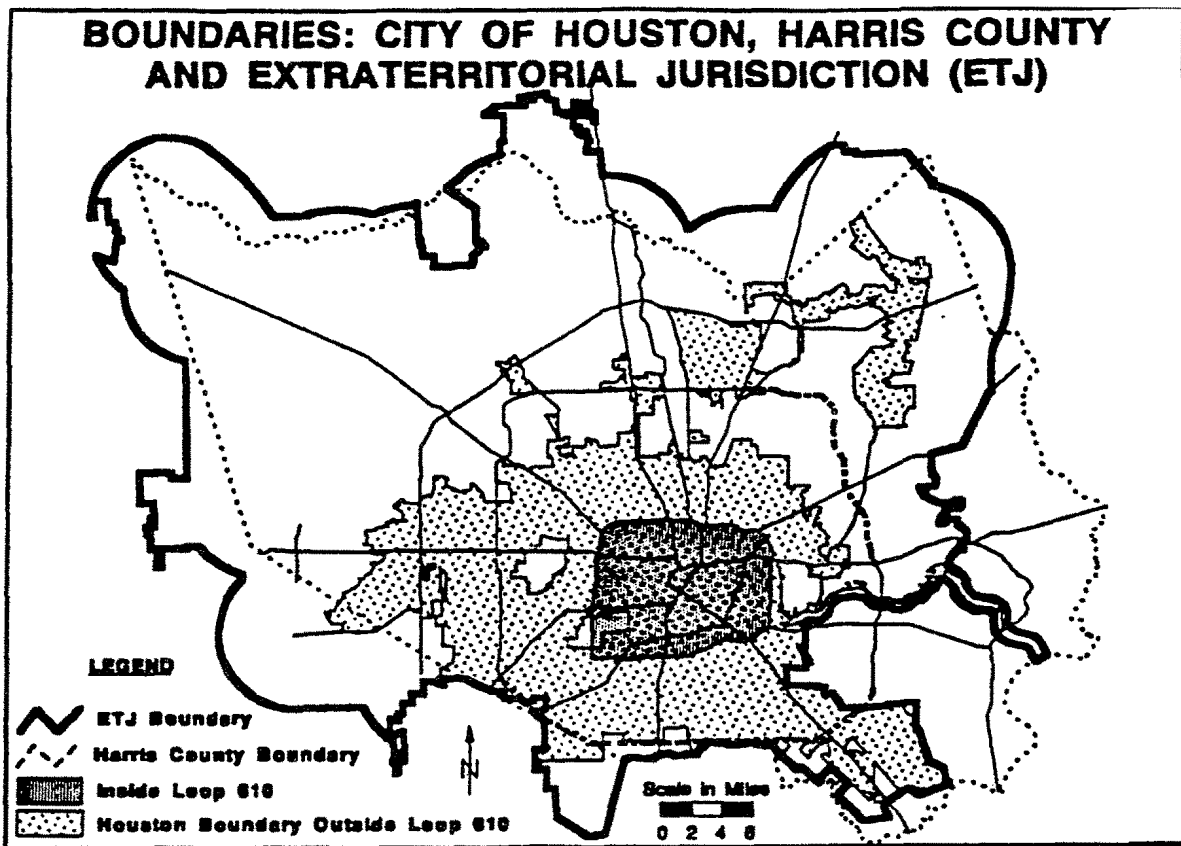 BOUNDARIES: CITY OF HOUSTON, HARRIS COUNTY
AND EXTRATERRITORIAL JURISDICTION (ETJ)
LEGEND
ETJ Boundary
Harris County Boundary
Inside Loop 610
Houston Boundary Outside Loop 610
N
Scale in Miles
0 2 4 6